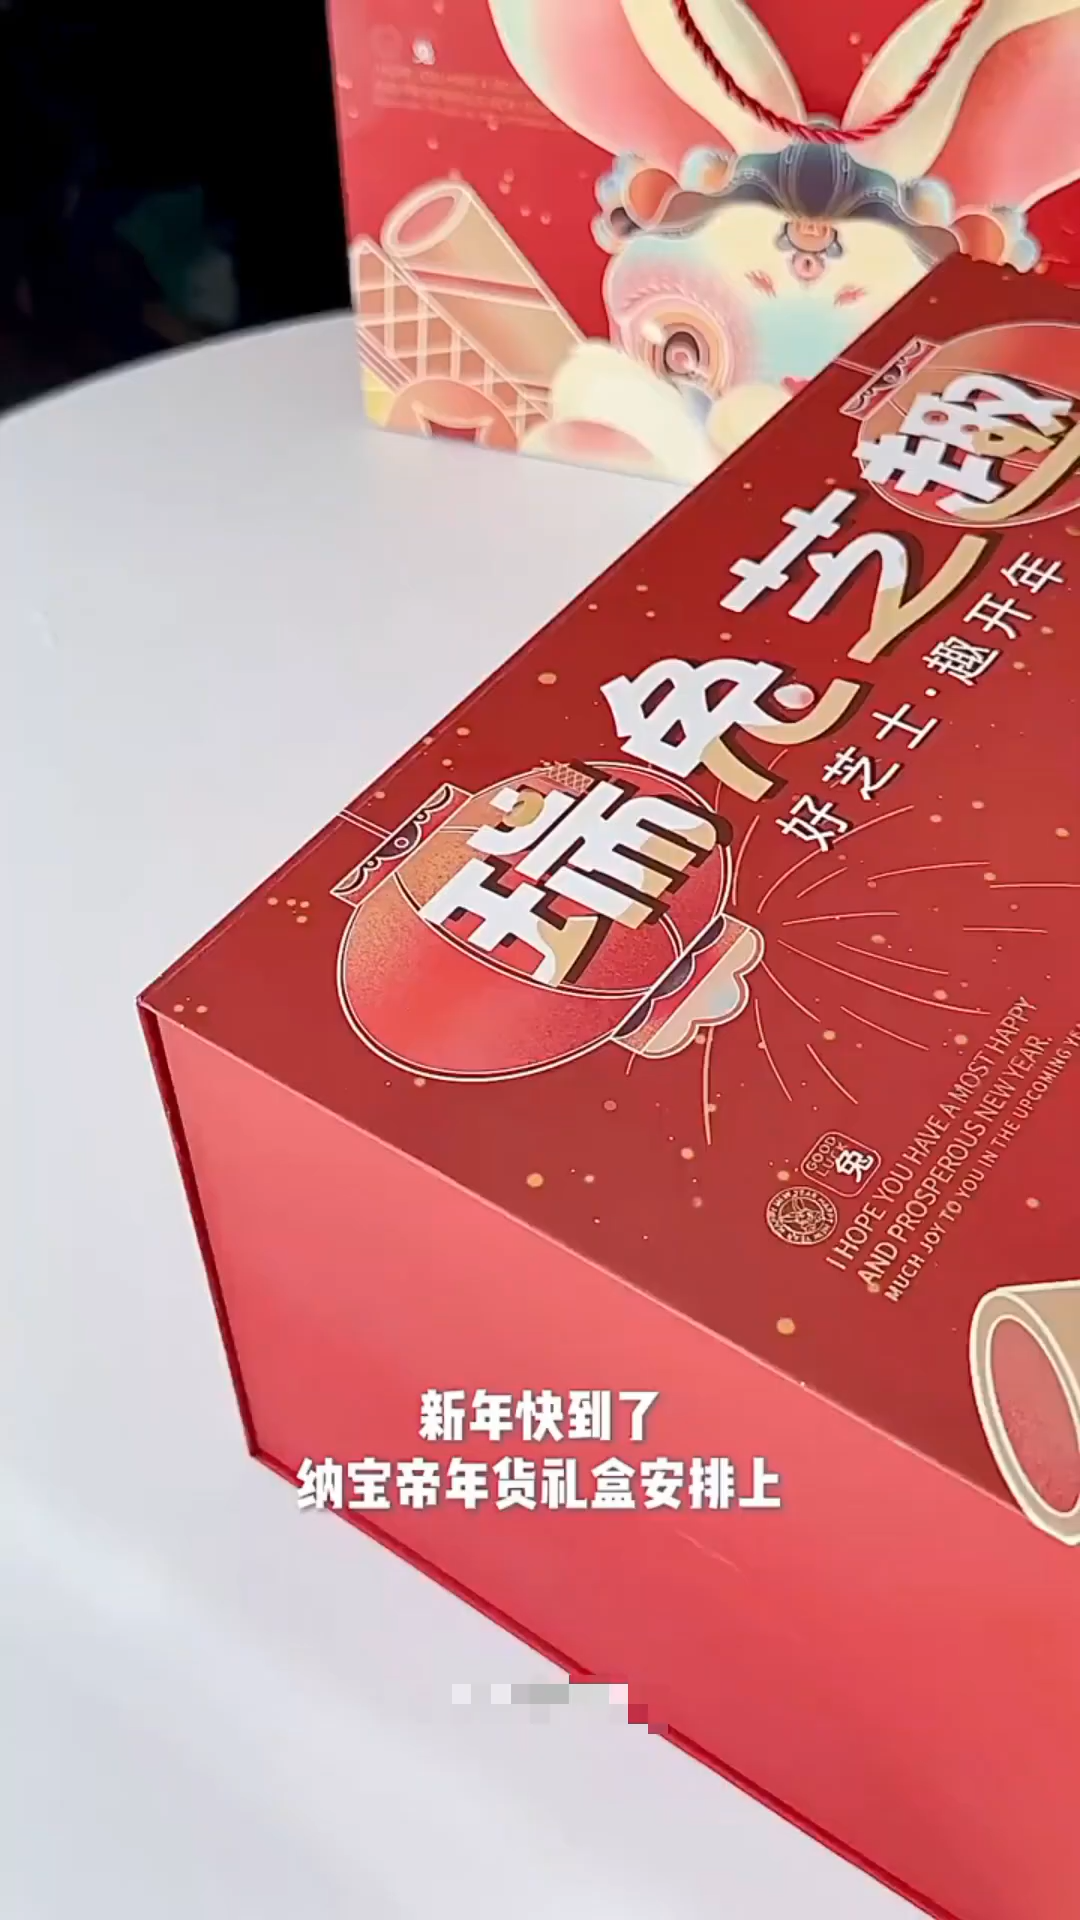 兔
瑞兔芝趣
好芝士·趣开年
GOOD
LUCK
兔
I HOPE YOU HAVE A MOST HAPPY
AND PROSPEROUS NEW YEAR,
MUCH JOY TO YOU IN THE UPCOMING
新年快到了
纳宝帝年货礼盒安排上